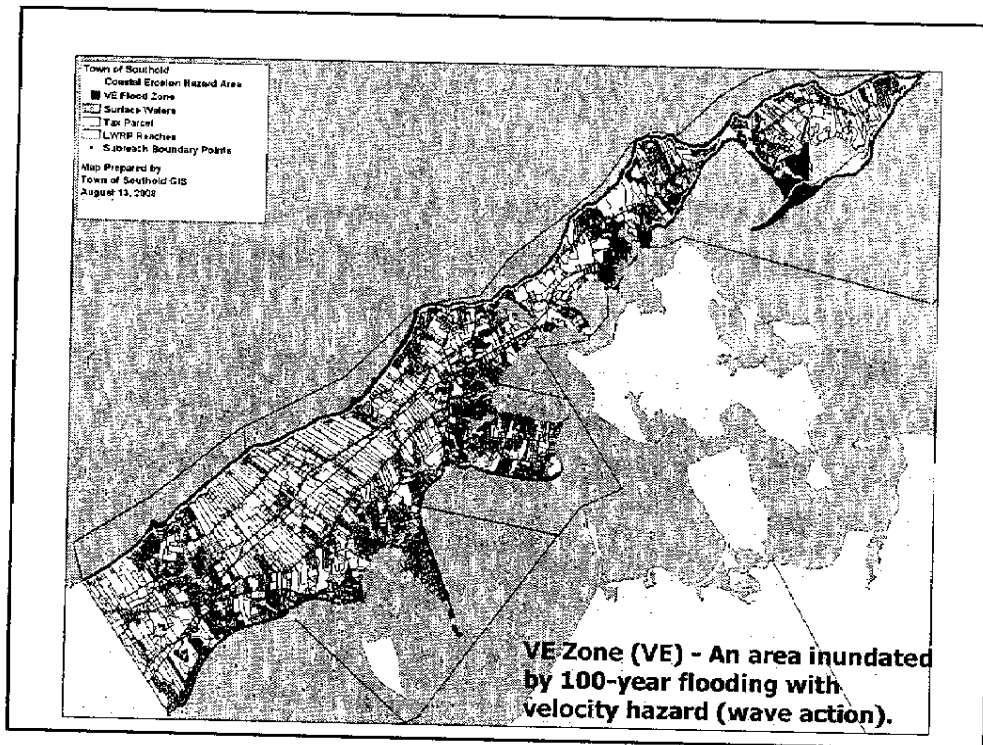 Town of Southold
Coastal Erosion Hazard Area
VE Flood Zone
Surface Waters
Tax Parcel
LWRP Reaches
Subreach Boundary Points
Map Prepared by
Town of Southold GIS
August 13, 2008
VE Zone (VE) - An area inundated
by 100-year flooding with
velocity hazard (wave action).